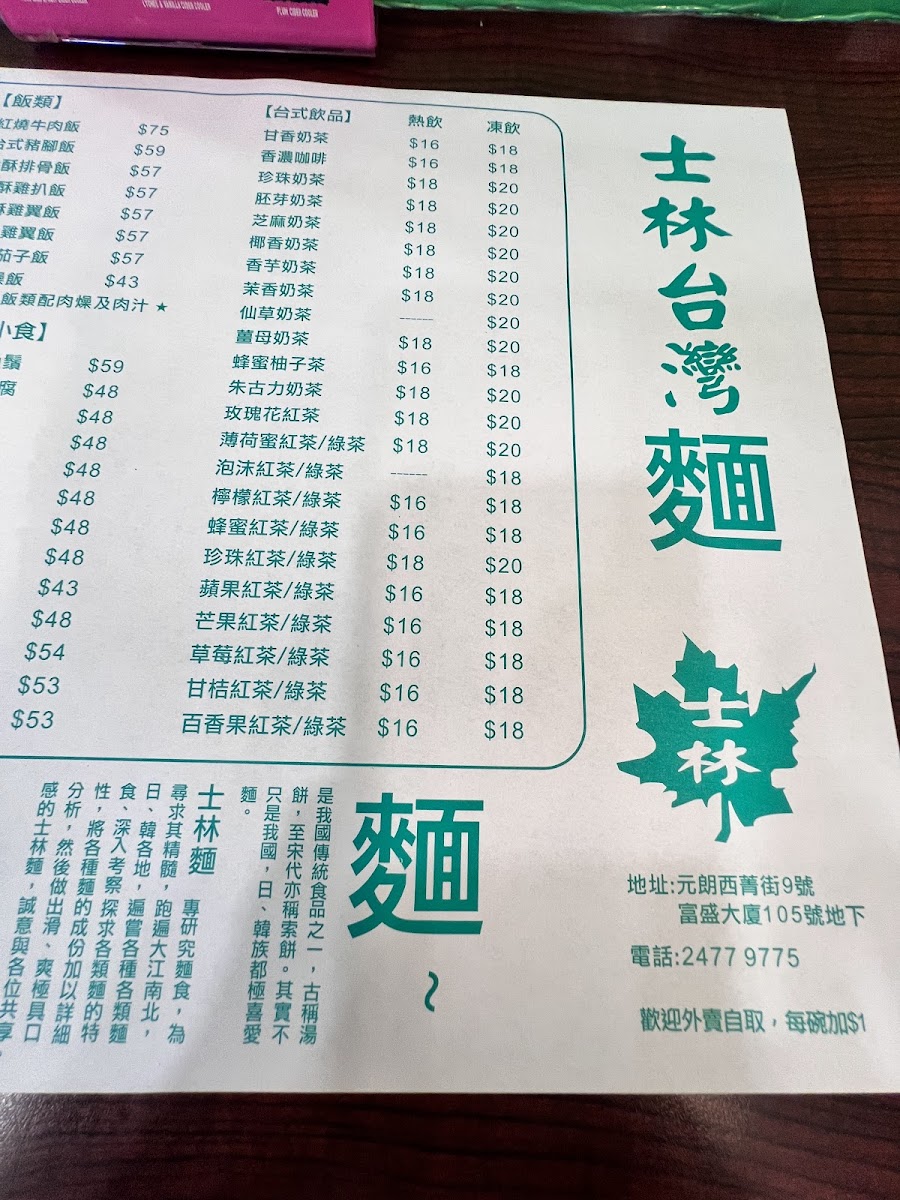 【飯類】
紅燒牛肉飯 $75
台式豬腳飯 $59
酥排骨飯 $57
酥雞扒飯 $57
雞翼飯 $57
雞翼飯 $57
茄子飯 $57
飯 $43
飯類配肉燥及肉汁 ★
小食】
鬚 $59
腐 $48
$48
$48
$48
$48
$48
$48
$43
$48
$54
$53
$53
【台式飲品】 熱飲 凍飲
甘香奶茶 $16 $18
香濃咖啡 $16 $18
珍珠奶茶 $18 $20
胚芽奶茶 $18 $20
芝麻奶茶 $18 $20
椰香奶茶 $18 $20
香芋奶茶 $18 $20
茉香奶茶 $18 $20
仙草奶茶 ------ $20
薑母奶茶 $18 $20
蜂蜜柚子茶 $16 $18
朱古力奶茶 $18 $20
玫瑰花紅茶 $18 $20
薄荷蜜紅茶/綠茶 $18 $20
泡沫紅茶/綠茶 ------ $18
檸檬紅茶/綠茶 $16 $18
蜂蜜紅茶/綠茶 $16 $18
珍珠紅茶/綠茶 $18 $20
蘋果紅茶/綠茶 $16 $18
芒果紅茶/綠茶 $16 $18
草莓紅茶/綠茶 $16 $18
甘桔紅茶/綠茶 $16 $18
百香果紅茶/綠茶 $16 $18
士林台灣麵
士林
地址:元朗西菁街9號
富盛大廈105號地下
電話:2477 9775
歡迎外賣自取，每碗加$1
麵~
是我國傳統食品之一，古稱湯
餅，至宋代亦稱索餅。其實不
只是我國，日、韓族都極喜愛
麵。
士林麵 專研究麵食，為
尋求其精髓，跑遍大江南北，
日、韓各地，遍嘗各種各類麵
食、深入考察探求各類麵的特
性，將各種麵的成份加以詳細
分析，然後做出滑、爽極具口
感的士林麵，誠意與各位共享。